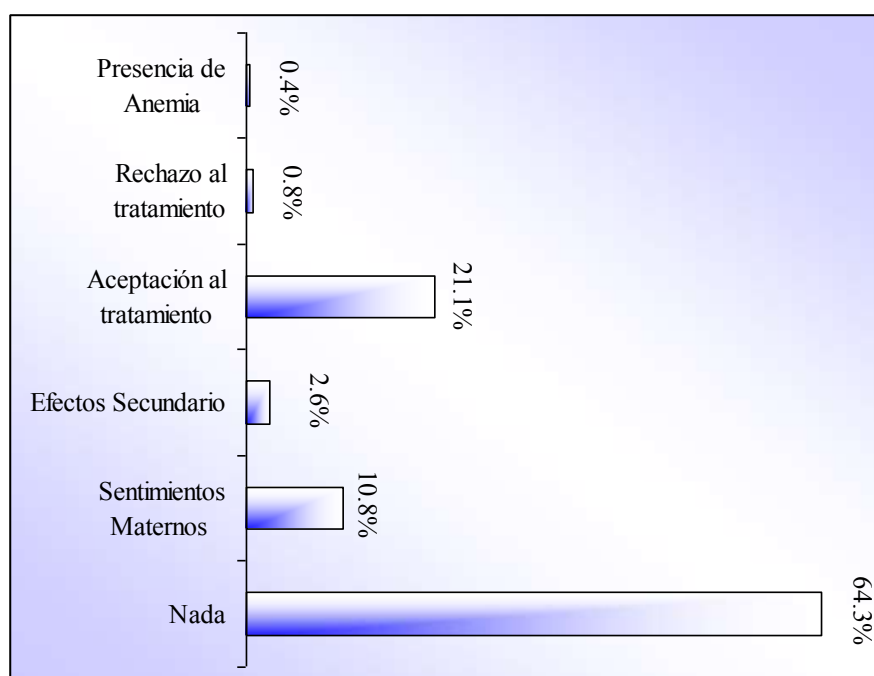 Presencia de
Anemia
0.4%
Rechazo al
tratamiento
0.8%
Aceptación al
tratamiento
21.1%
Efectos Secundario
2.6%
Sentimientos
Maternos
10.8%
Nada
64.3%